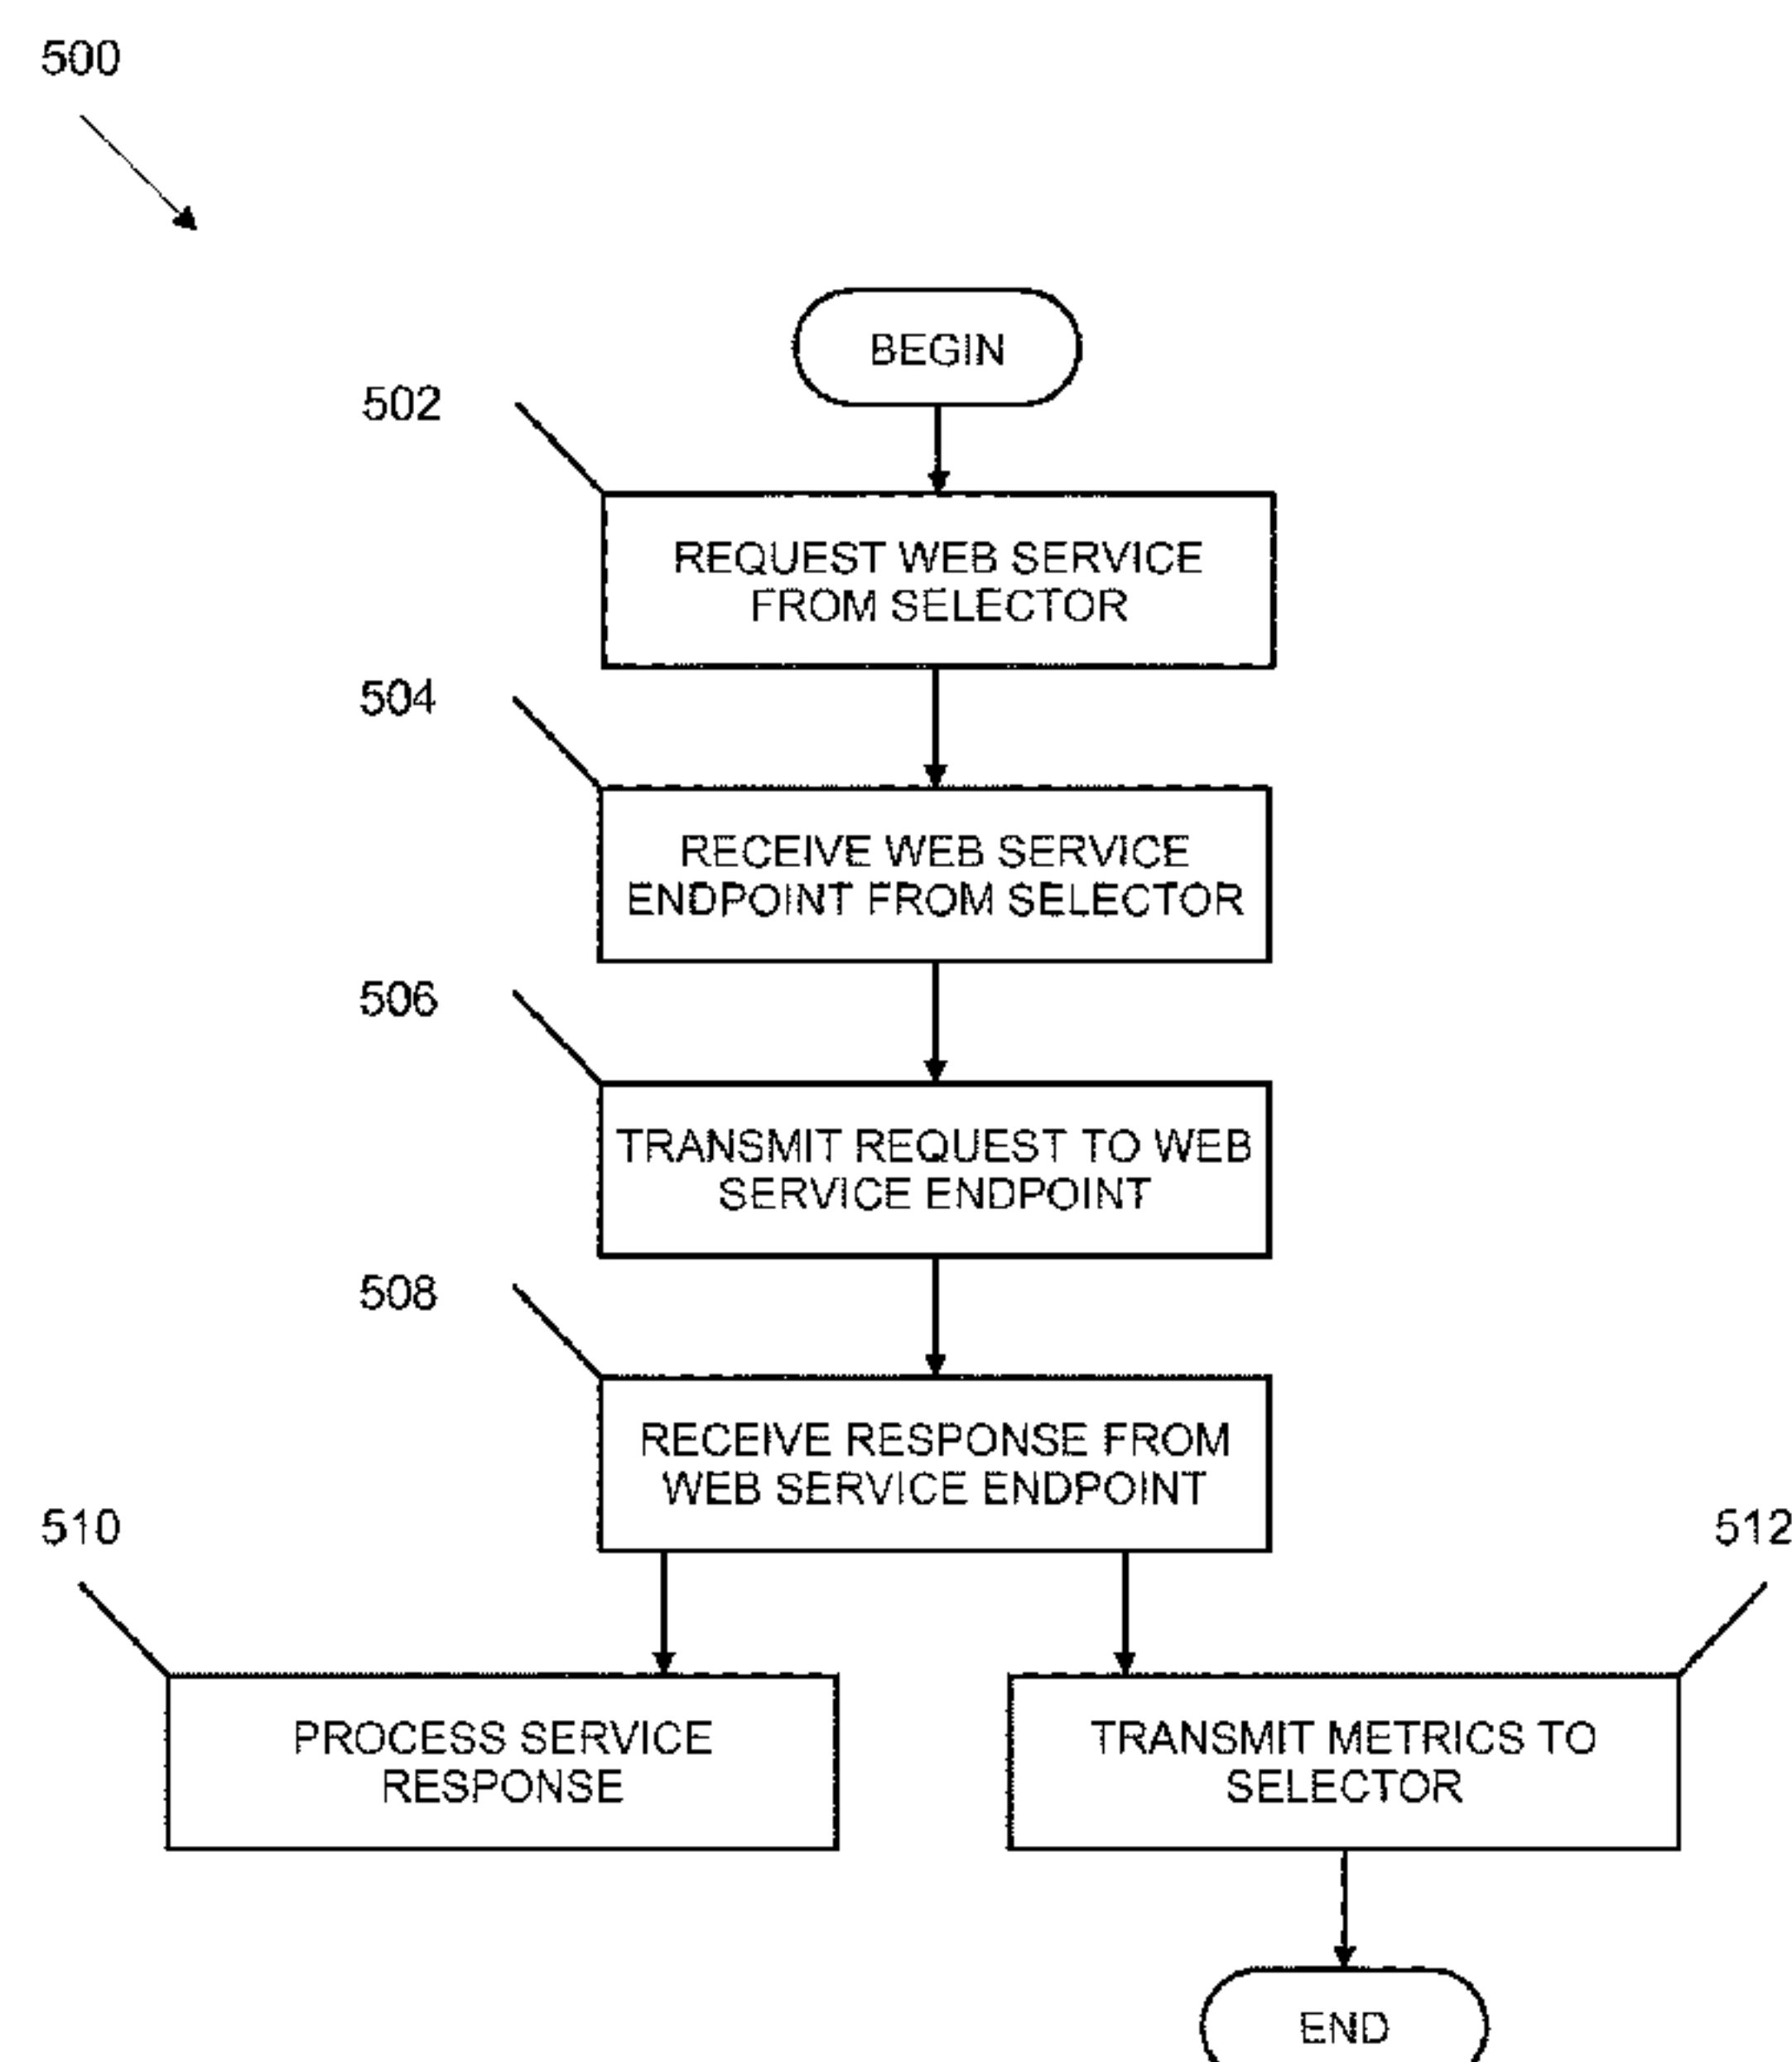 500
BEGIN
502
REQUEST WEB SERVICE
FROM SELECTOR
504
RECEIVE WEB SERVICE
ENDPOINT FROM SELECTOR
506
TRANSMIT REQUEST TO WEB
SERVICE ENDPOINT
508
RECEIVE RESPONSE FROM
WEB SERVICE ENDPOINT
510
512
PROCESS SERVICE
RESPONSE
TRANSMIT METRICS TO
SELECTOR
END